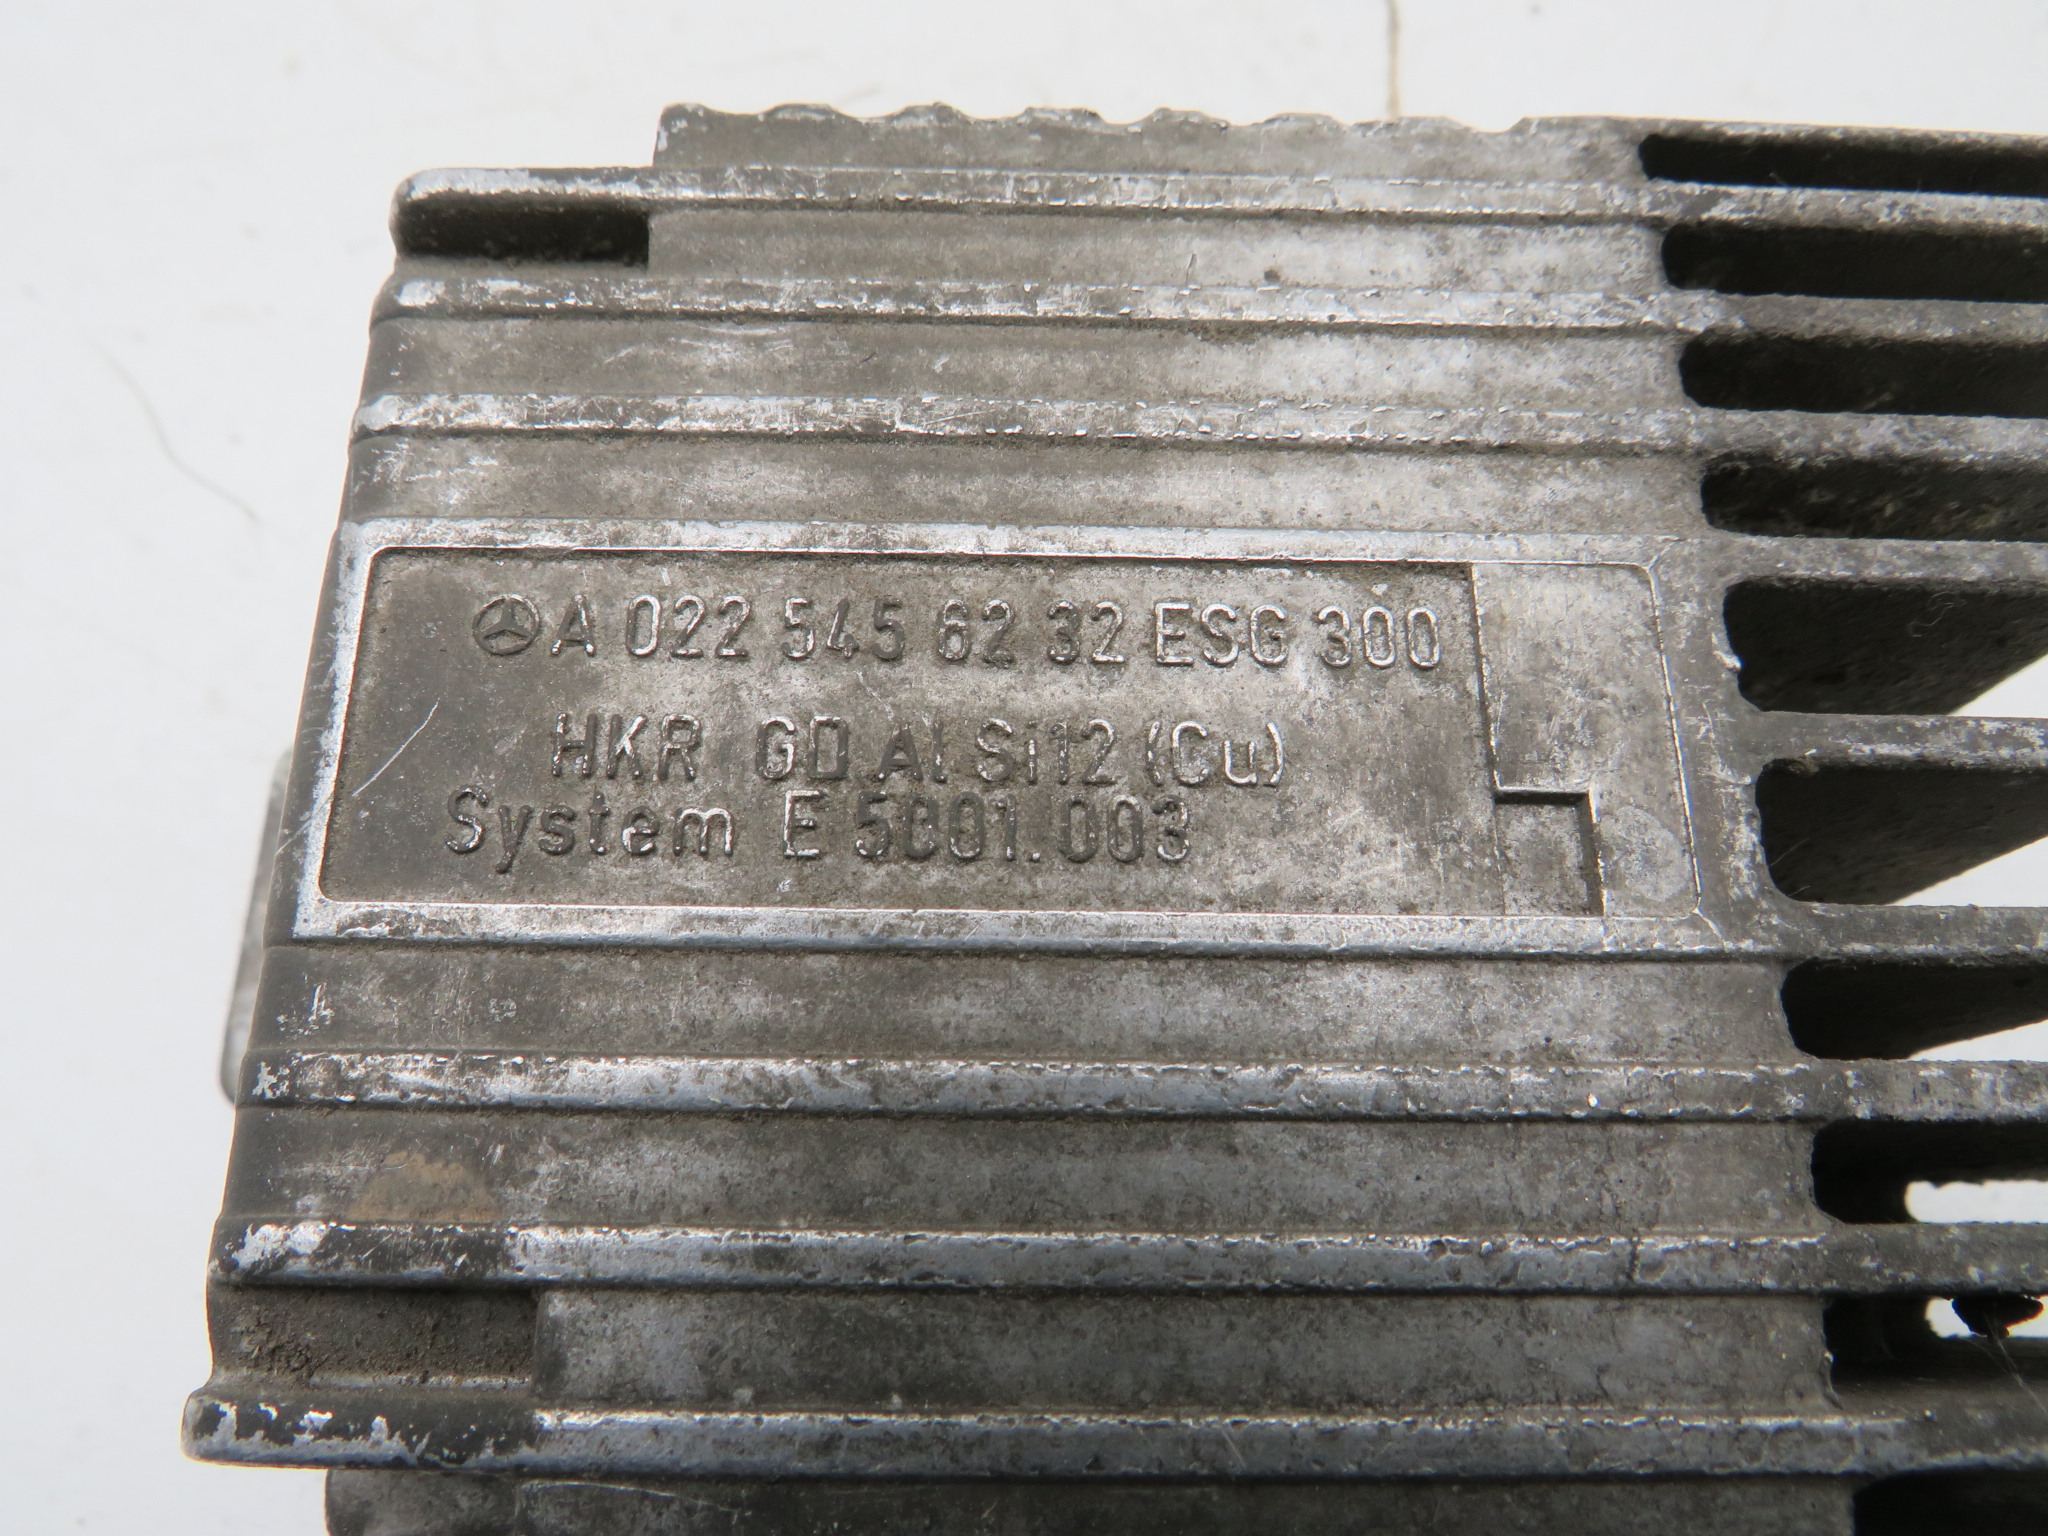 A 022 545 62 32 ESG 300
HKR GD Al Si12 (Cu)
System E 5001.003